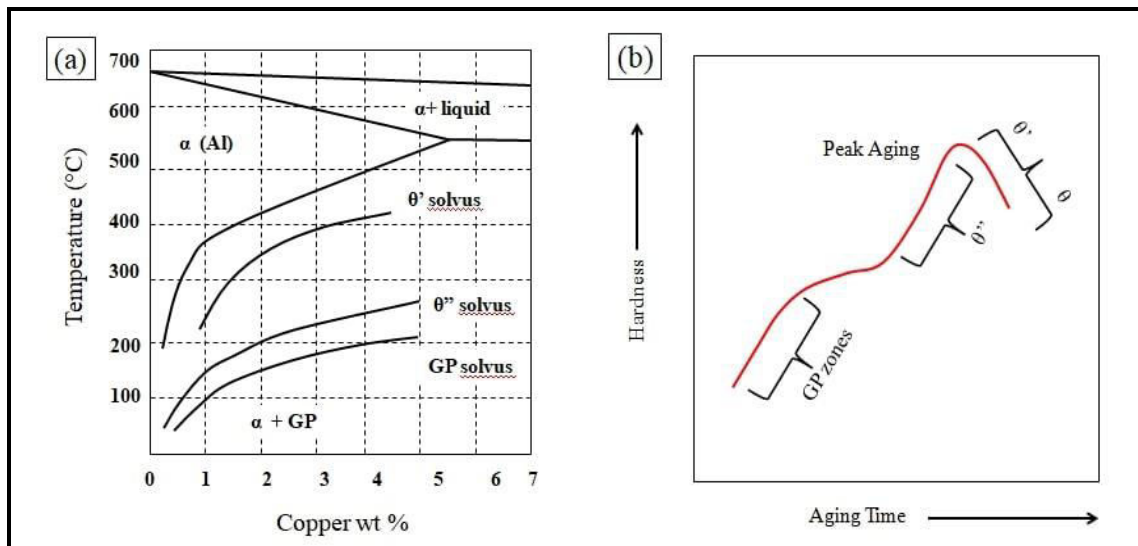 (a)
700
600
500
400
300
200
100
0 1 2 3 4 5 6 7
Temperature (°C)
Copper wt %
α + liquid
α (Al)
θ’ solvus
θ” solvus
GP solvus
α + GP
(b)
Hardness
Peak Aging
θ’
θ
θ”
GP zones
Aging Time